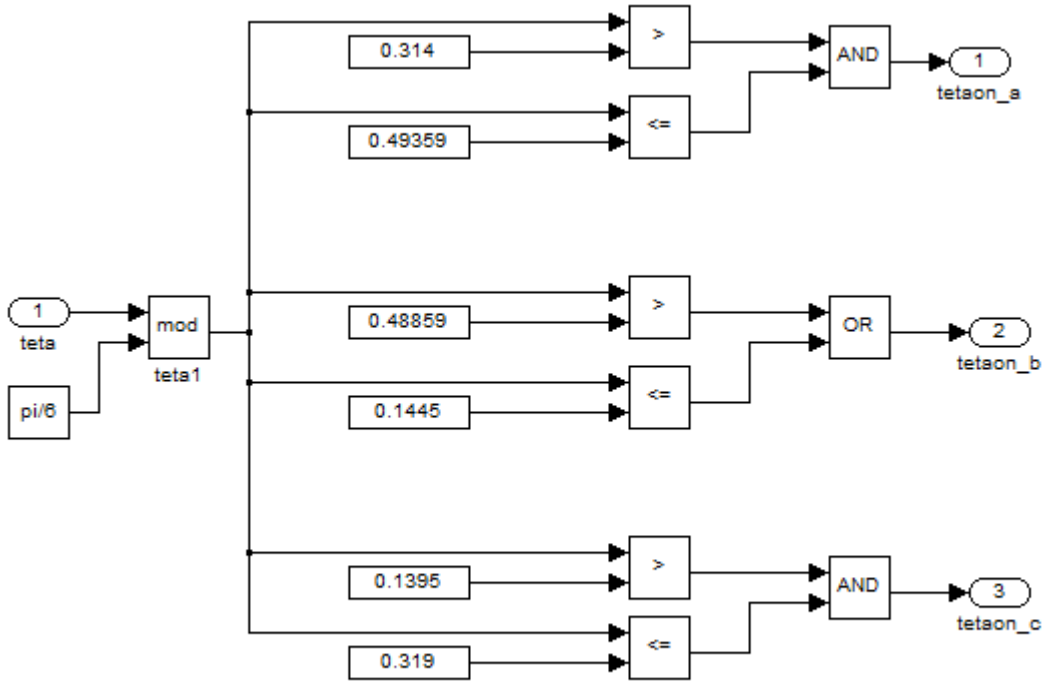 >
0.314
AND
1
tetaon_a
<=
0.49359
>
0.48859
1
teta
mod
teta1
OR
2
tetaon_b
pi/6
<=
0.1445
>
0.1395
AND
3
tetaon_c
<=
0.319